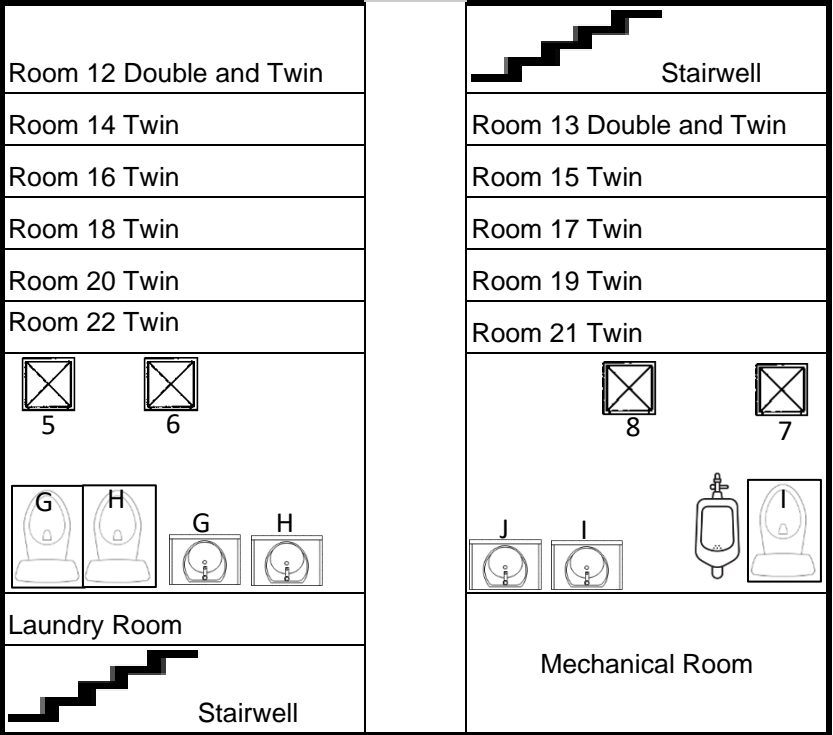 Room 12 Double and Twin
Room 14 Twin
Room 16 Twin
Room 18 Twin
Room 20 Twin
Room 22 Twin
5 6
G H
G H
Laundry Room
Stairwell
Stairwell
Room 13 Double and Twin
Room 15 Twin
Room 17 Twin
Room 19 Twin
Room 21 Twin
8 7
I
J I
Mechanical Room